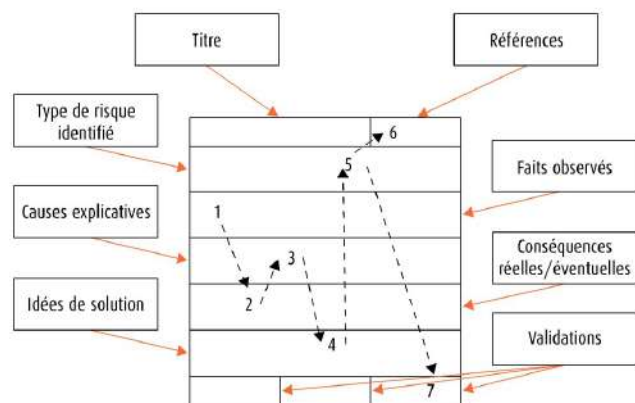 Titre
Références
Type de risque
identifié
Faits observés
Causes explicatives
Conséquences
réelles/éventuelles
Idées de solution
Validations
1
2
3
4
5
6
7